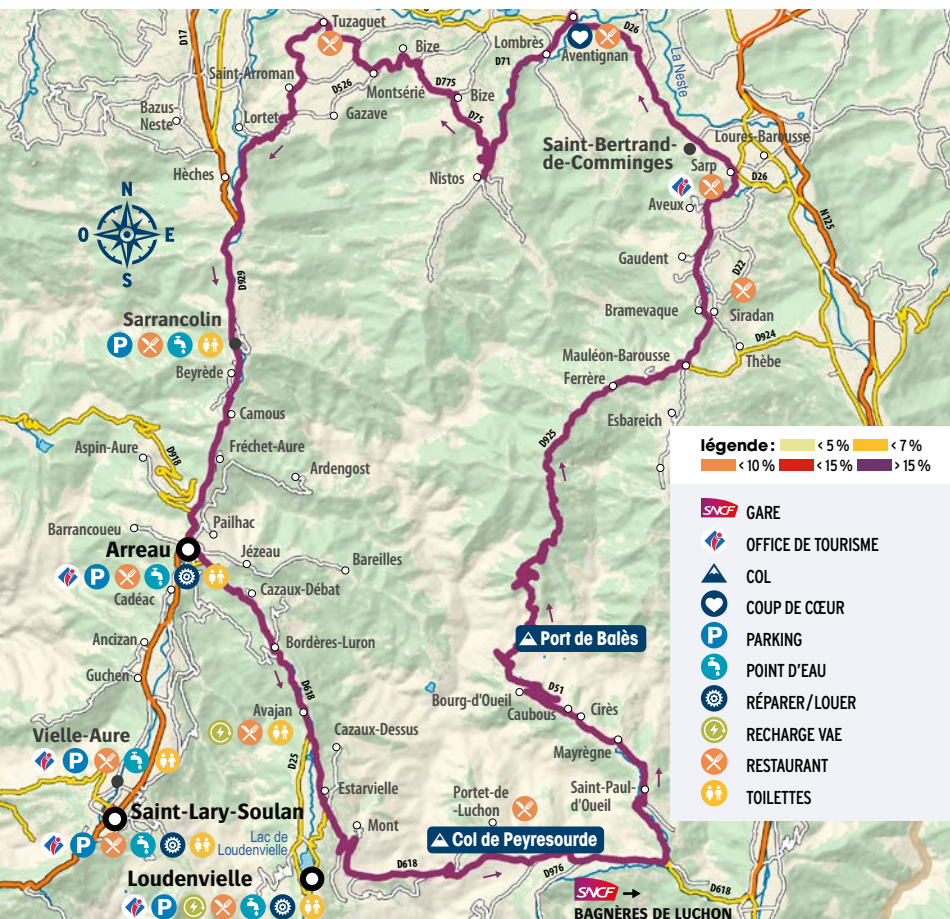 Tuzaguet
D17
Bize
Lombrès
D26
Aventignan
D71
La Neste
Saint-Arroman
D526
Montsérié
D775
Bize
Bazus-
Neste
Gazave
D75
Lortet
Saint-Bertrand-
de-Comminges
Loures-Barousse
Sarp
D26
Hèches
Nistos
Aveux
N
O
E
S
N125
Gaudent
D22
D929
Bramevaque
Siradan
Sarrancolin
P
D924
Mauléon-Barousse
Thèbe
Beyrède
Ferrère
Camous
Esbareich
D925
Aspin-Aure
D918
Fréchet-Aure
Ardengost
légende :
< 5 %
< 7 %
< 10 %
< 15 %
> 15 %
SNCF GARE
OFFICE DE TOURISME
COL
COUP DE CŒUR
P PARKING
POINT D'EAU
RÉPARER/LOUER
RECHARGE VAE
RESTAURANT
TOILETTES
Barrancoueu
Pailhac
Arreau
Jézeau
Bareilles
P
Cadéac
Cazaux-Débat
Ancizan
Bordères-Luron
Port de Balès
Guchen
D618
Bourg-d'Oueil
D51
Caubous
Cirès
Avajan
Vielle-Aure
Cazaux-Dessus
Mayrègne
P
D25
Estarvielle
Saint-Paul-
d'Oueil
Portet-de
-Luchon
Saint-Lary-Soulan
Mont
P
Lac de
Loudenvielle
Col de Peyresourde
D618
D976
Loudenvielle
P
SNCF
D618
BAGNÈRES DE LUCHON